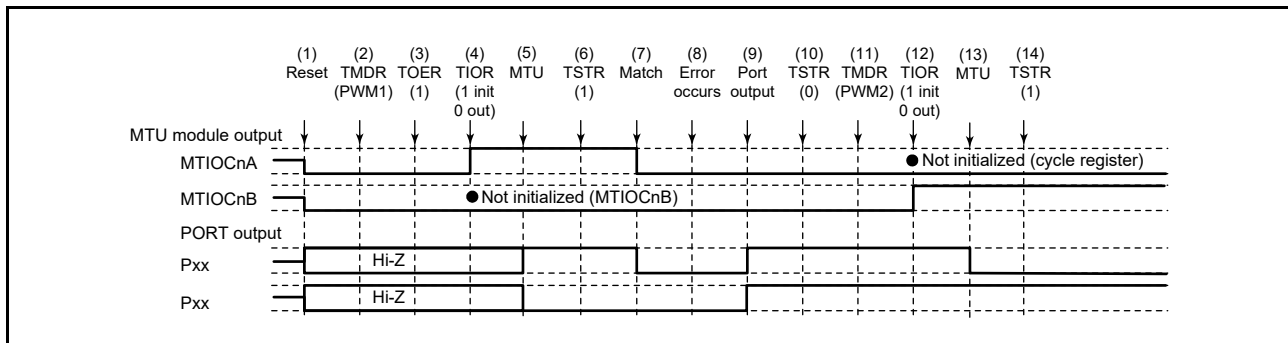 (1) (2) (3) (4) (5) (6) (7) (8) (9) (10) (11) (12) (13) (14)
Reset TMDR TOER TIOR MTU TSTR Match Error Port TSTR TMDR TIOR MTU TSTR
(PWM1) (1) (1 init (1) occurs output (0) (PWM2) (1 init (1)
0 out) 0 out)
MTU module output
MTIOCnA ● Not initialized (cycle register)
MTIOCnB ● Not initialized (MTIOCnB)
PORT output
Pxx Hi-Z
Pxx Hi-Z